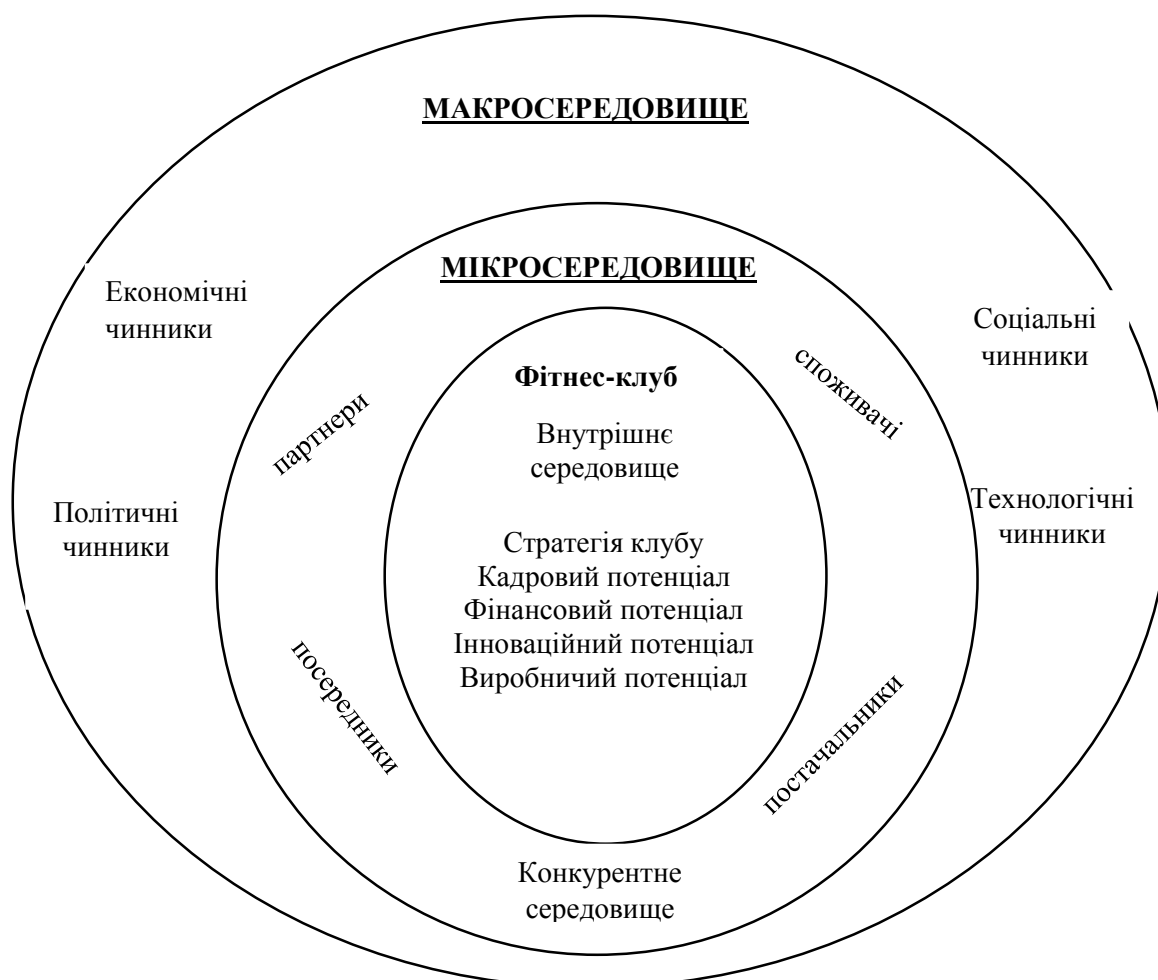 МАКРОСЕРЕДОВИЩЕ
МІКРОСЕРЕДОВИЩЕ
Економічні
чинники
Соціальні
чинники
Фітнес-клуб
споживачі
партнери
Внутрішнє
середовище
Політичні
чинники
Технологічні
чинники
Стратегія клубу
Кадровий потенціал
Фінансовий потенціал
Інноваційний потенціал
Виробничий потенціал
посередники
постачальники
Конкурентне
середовище